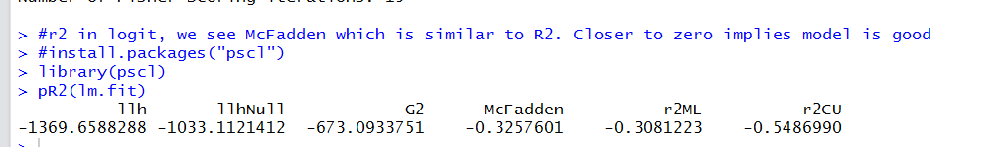 Number of Fisher Scoring iterations: 19
> #r2 in logit, we see McFadden which is similar to R2. Closer to zero implies model is good
> #install.packages("pscl")
> library(pscl)
> pR2(lm.fit)
llh llhNull G2 McFadden r2ML r2CU
-1369.6588288 -1033.1121412 -673.0933751 -0.3257601 -0.3081223 -0.5486990
>